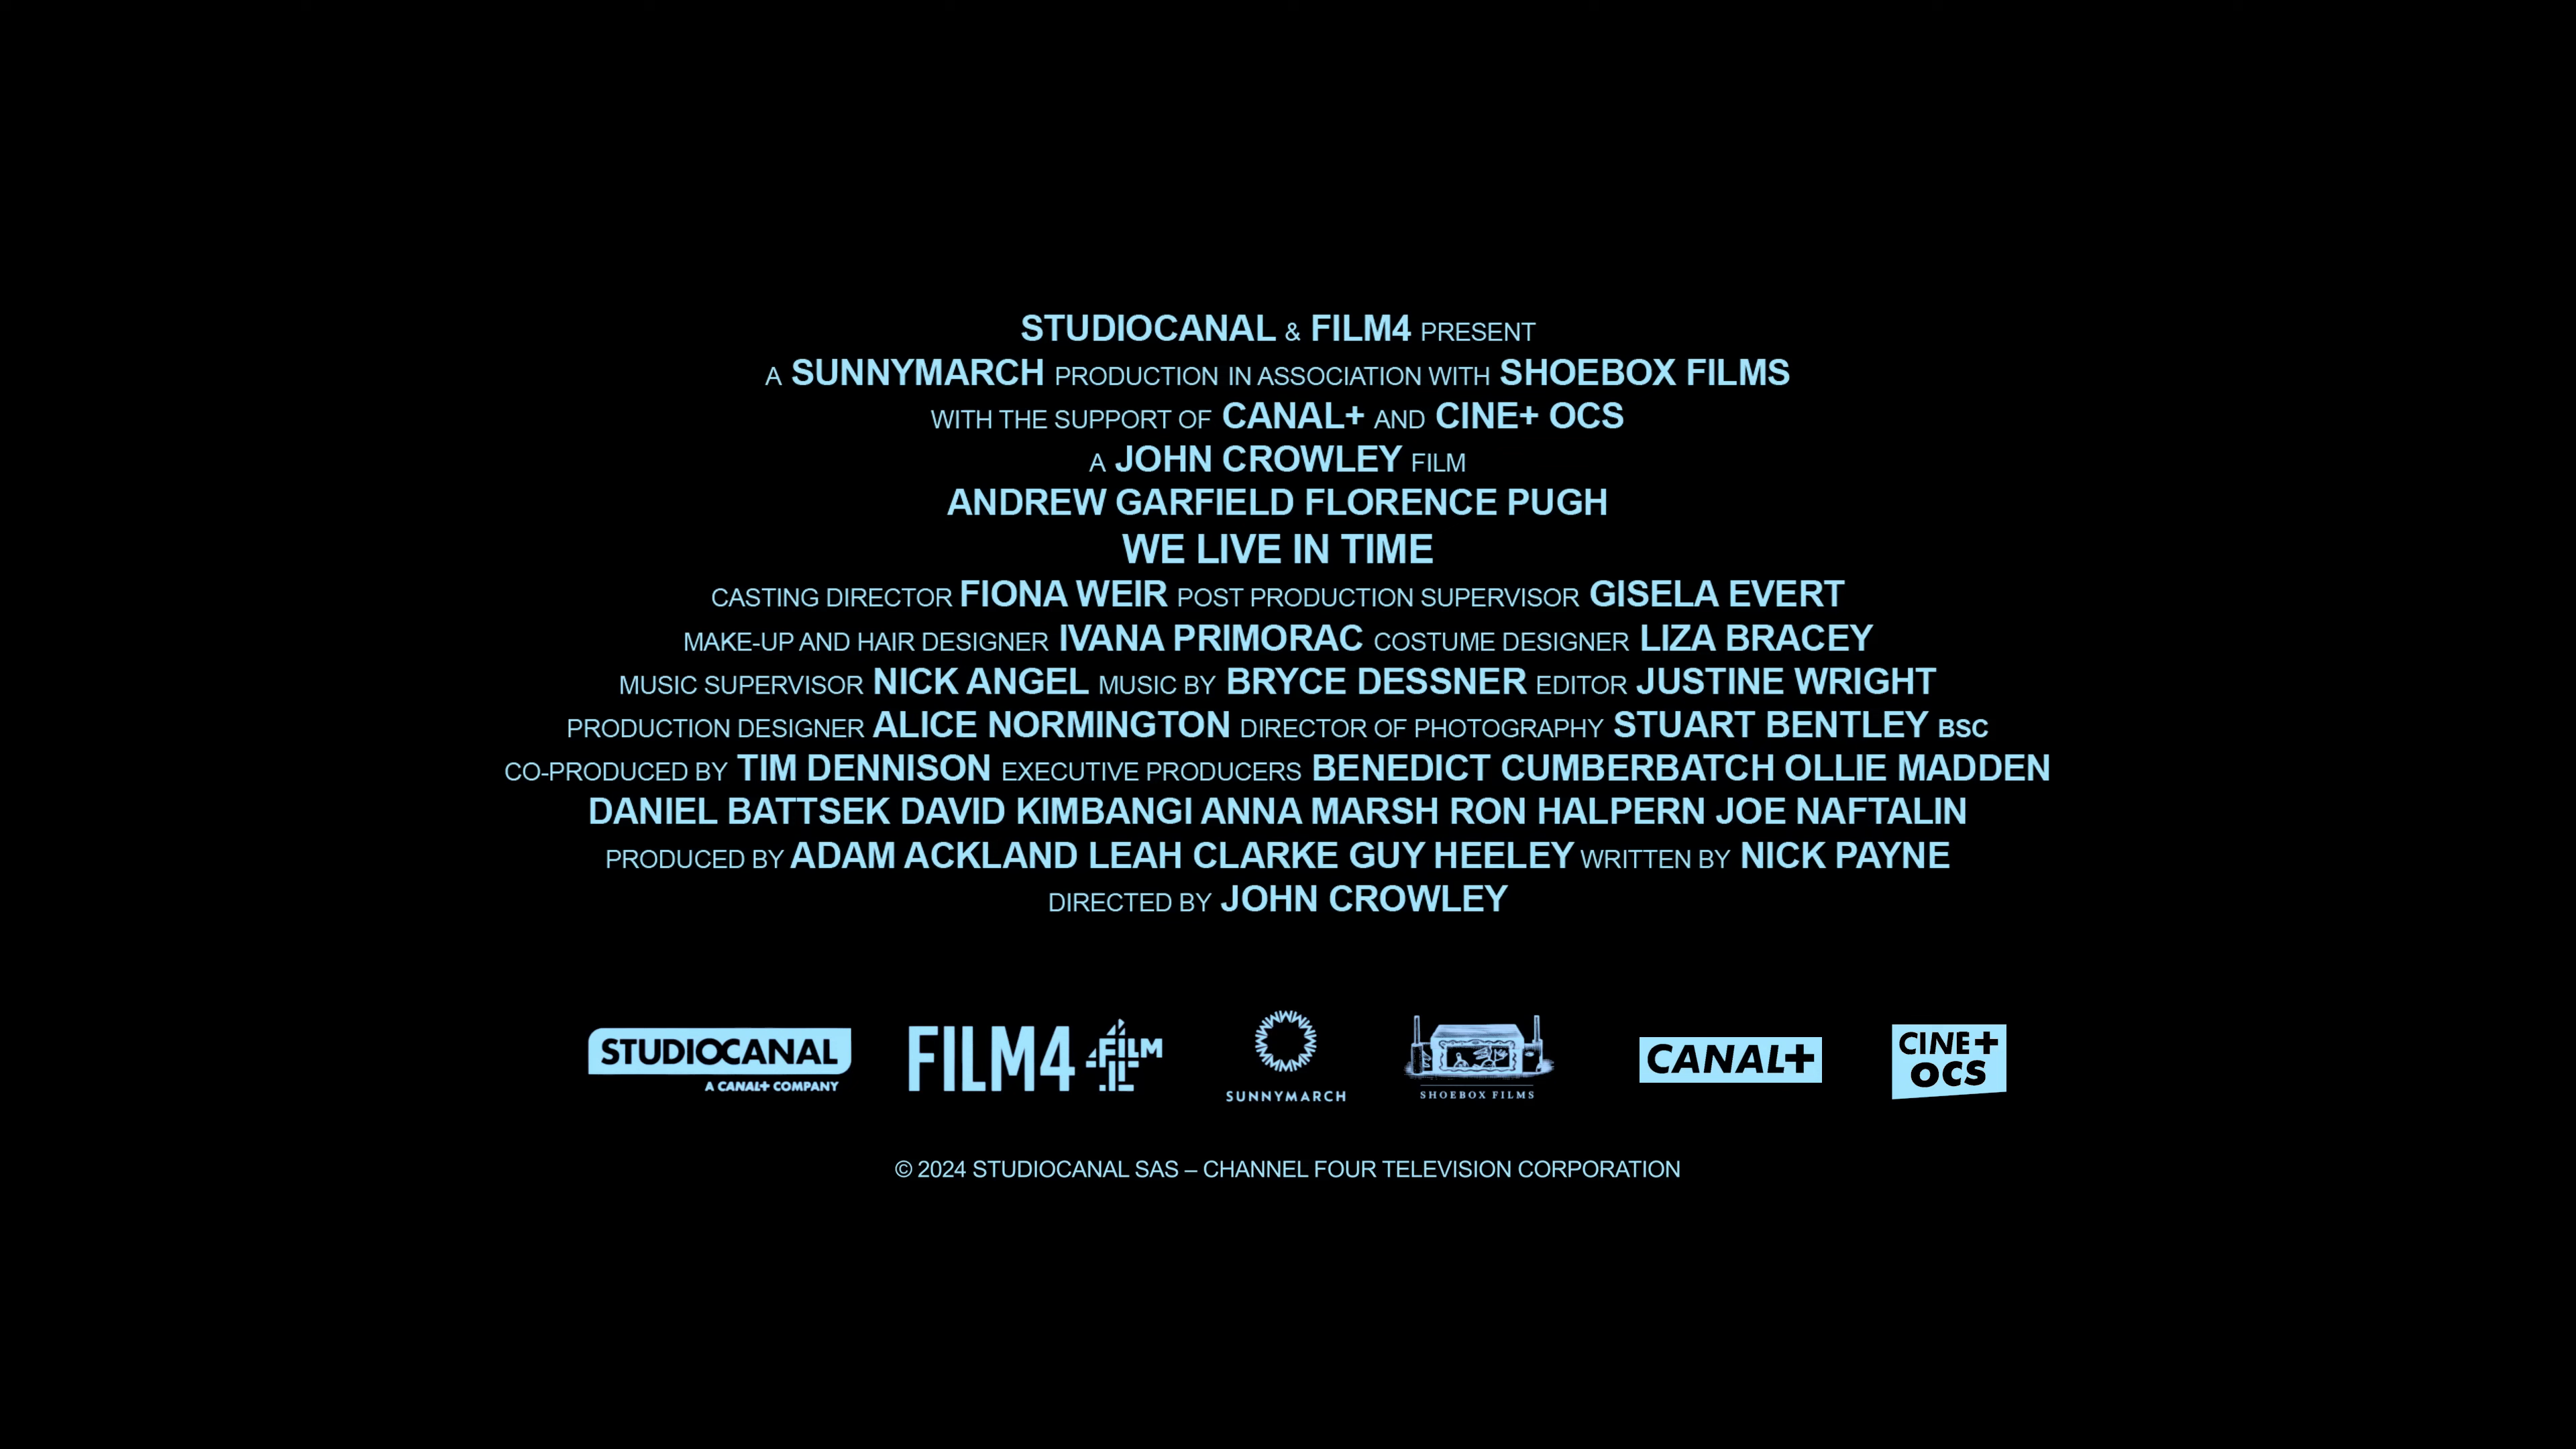 STUDIOCANAL & FILM4 PRESENT
A SUNNYMARCH PRODUCTION IN ASSOCIATION WITH SHOEBOX FILMS
WITH THE SUPPORT OF CANAL+ AND CINE+ OCS
A JOHN CROWLEY FILM
ANDREW GARFIELD FLORENCE PUGH
WE LIVE IN TIME
CASTING DIRECTOR FIONA WEIR POST PRODUCTION SUPERVISOR GISELA EVERT
MAKE-UP AND HAIR DESIGNER IVANA PRIMORAC COSTUME DESIGNER LIZA BRACEY
MUSIC SUPERVISOR NICK ANGEL MUSIC BY BRYCE DESSNER EDITOR JUSTINE WRIGHT
PRODUCTION DESIGNER ALICE NORMINGTON DIRECTOR OF PHOTOGRAPHY STUART BENTLEY BSC
CO-PRODUCED BY TIM DENNISON EXECUTIVE PRODUCERS BENEDICT CUMBERBATCH OLLIE MADDEN
DANIEL BATTSEK DAVID KIMBANGI ANNA MARSH RON HALPERN JOE NAFTALIN
PRODUCED BY ADAM ACKLAND LEAH CLARKE GUY HEELEY WRITTEN BY NICK PAYNE
DIRECTED BY JOHN CROWLEY
STUDIOCANAL
A CANAL+ COMPANY
FILM4
4 FILM
SUNNYMARCH
SHOEBOX FILMS
CANAL+
CINE+
OCS
© 2024 STUDIOCANAL SAS – CHANNEL FOUR TELEVISION CORPORATION